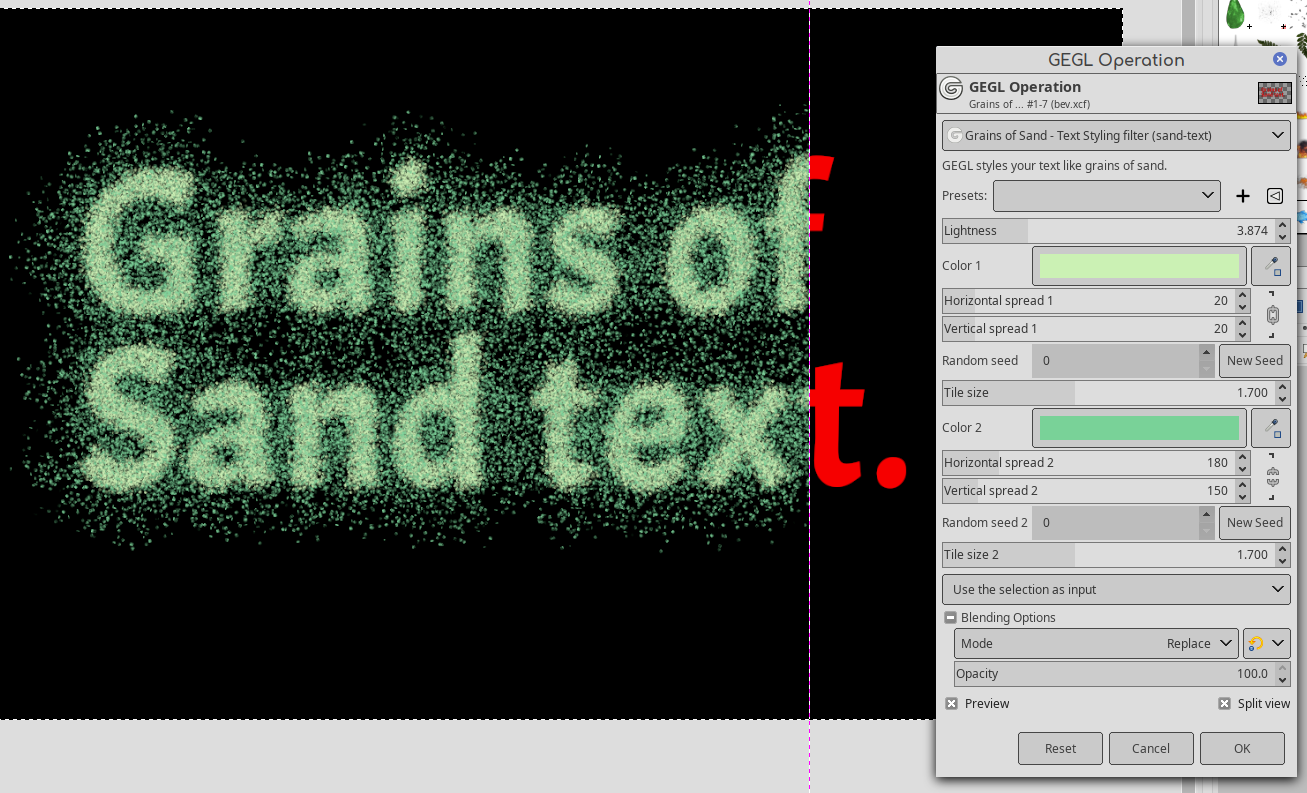 Grains of
Sand text.
GEGL Operation
GEGL Operation
Grains of ... #1-7 (bev.xcf)
Grains of Sand - Text Styling filter (sand-text)
GEGL styles your text like grains of sand.
Presets:
Lightness 3.874
Color 1
Horizontal spread 1 20
Vertical spread 1 20
Random seed 0 New Seed
Tile size 1.700
Color 2
Horizontal spread 2 180
Vertical spread 2 150
Random seed 2 0 New Seed
Tile size 2 1.700
Use the selection as input
Blending Options
Mode Replace
Opacity 100.0
Preview Split view
Reset Cancel OK